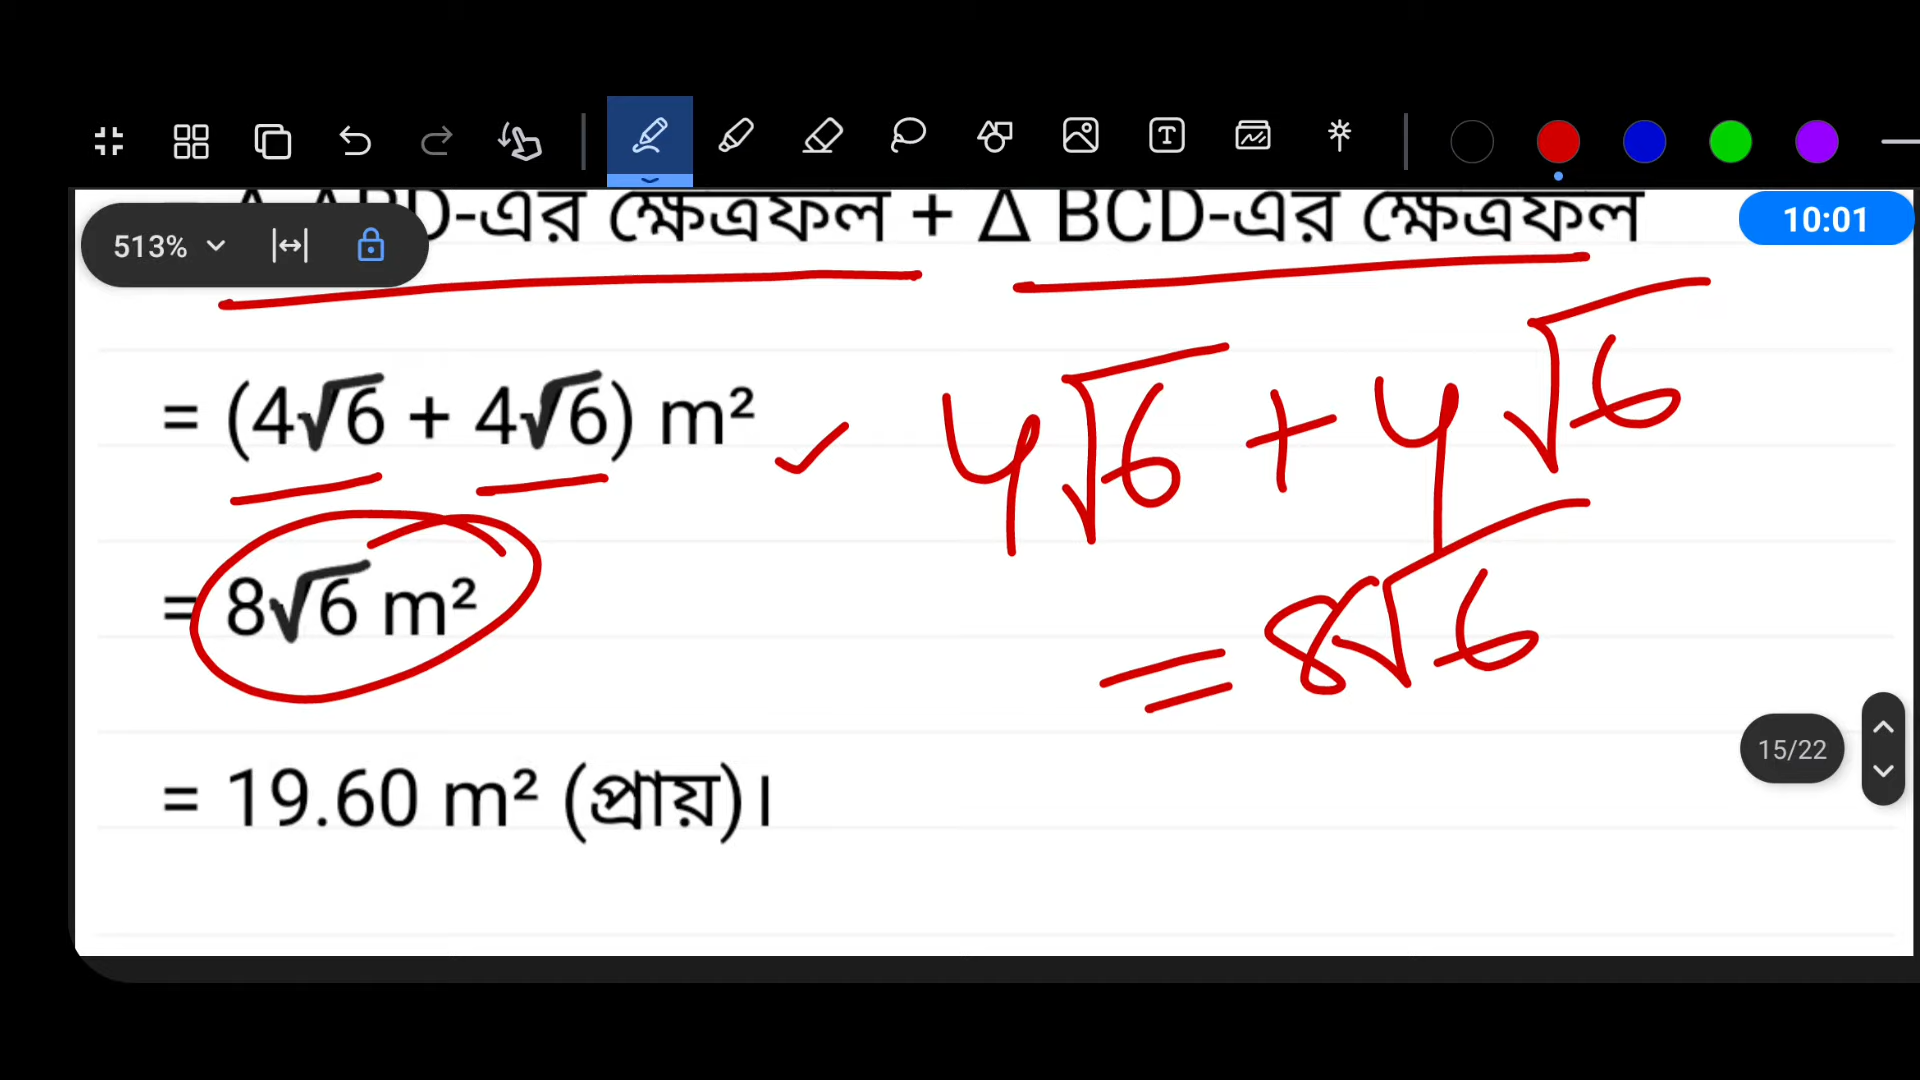 513%
-এর ক্ষেত্রফল + Δ BCD-এর ক্ষেত্রফল
10:01
= (4√6 + 4√6) m²
4√6 + 4√6
= 8√6 m²
= 8√6
15/22
= 19.60 m² (প্রায়)।